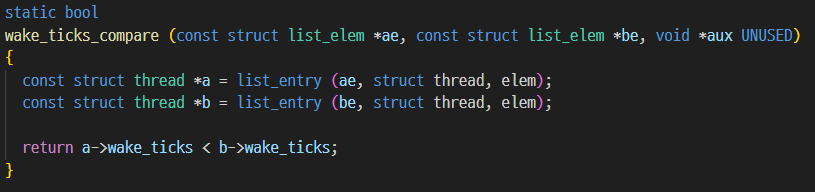 static bool
wake_ticks_compare (const struct list_elem *ae, const struct list_elem *be, void *aux UNUSED)
{
  const struct thread *a = list_entry (ae, struct thread, elem);
  const struct thread *b = list_entry (be, struct thread, elem);

  return a->wake_ticks < b->wake_ticks;
}